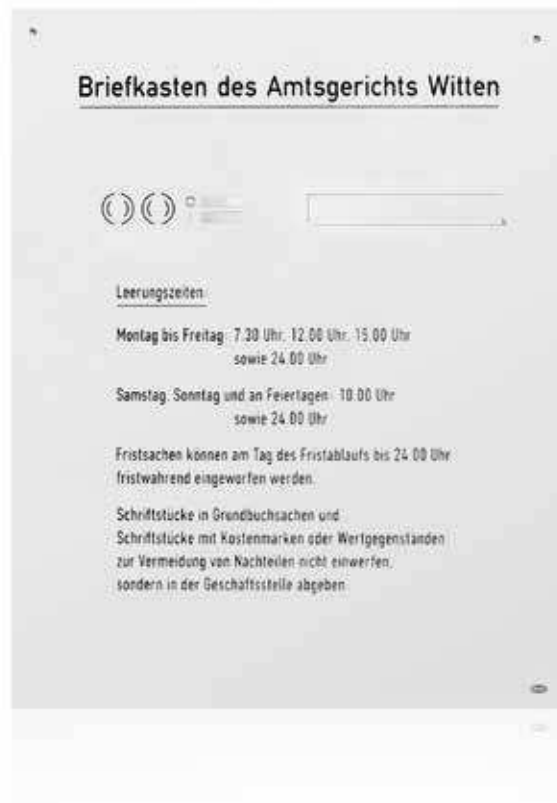 Briefkasten des Amtsgerichts Witten
Leerungszeiten:
Montag bis Freitag: 7.30 Uhr, 12.00 Uhr, 15.00 Uhr
sowie 24.00 Uhr
Samstag, Sonntag und an Feiertagen: 10.00 Uhr
sowie 24.00 Uhr
Fristsachen können am Tag des Fristablaufs bis 24.00 Uhr
fristwahrend eingeworfen werden.
Schriftstücke in Grundbuchsachen und
Schriftstücke mit Kostenmarken oder Wertgegenständen
zur Vermeidung von Nachteilen nicht einwerfen,
sondern in der Geschäftsstelle abgeben.